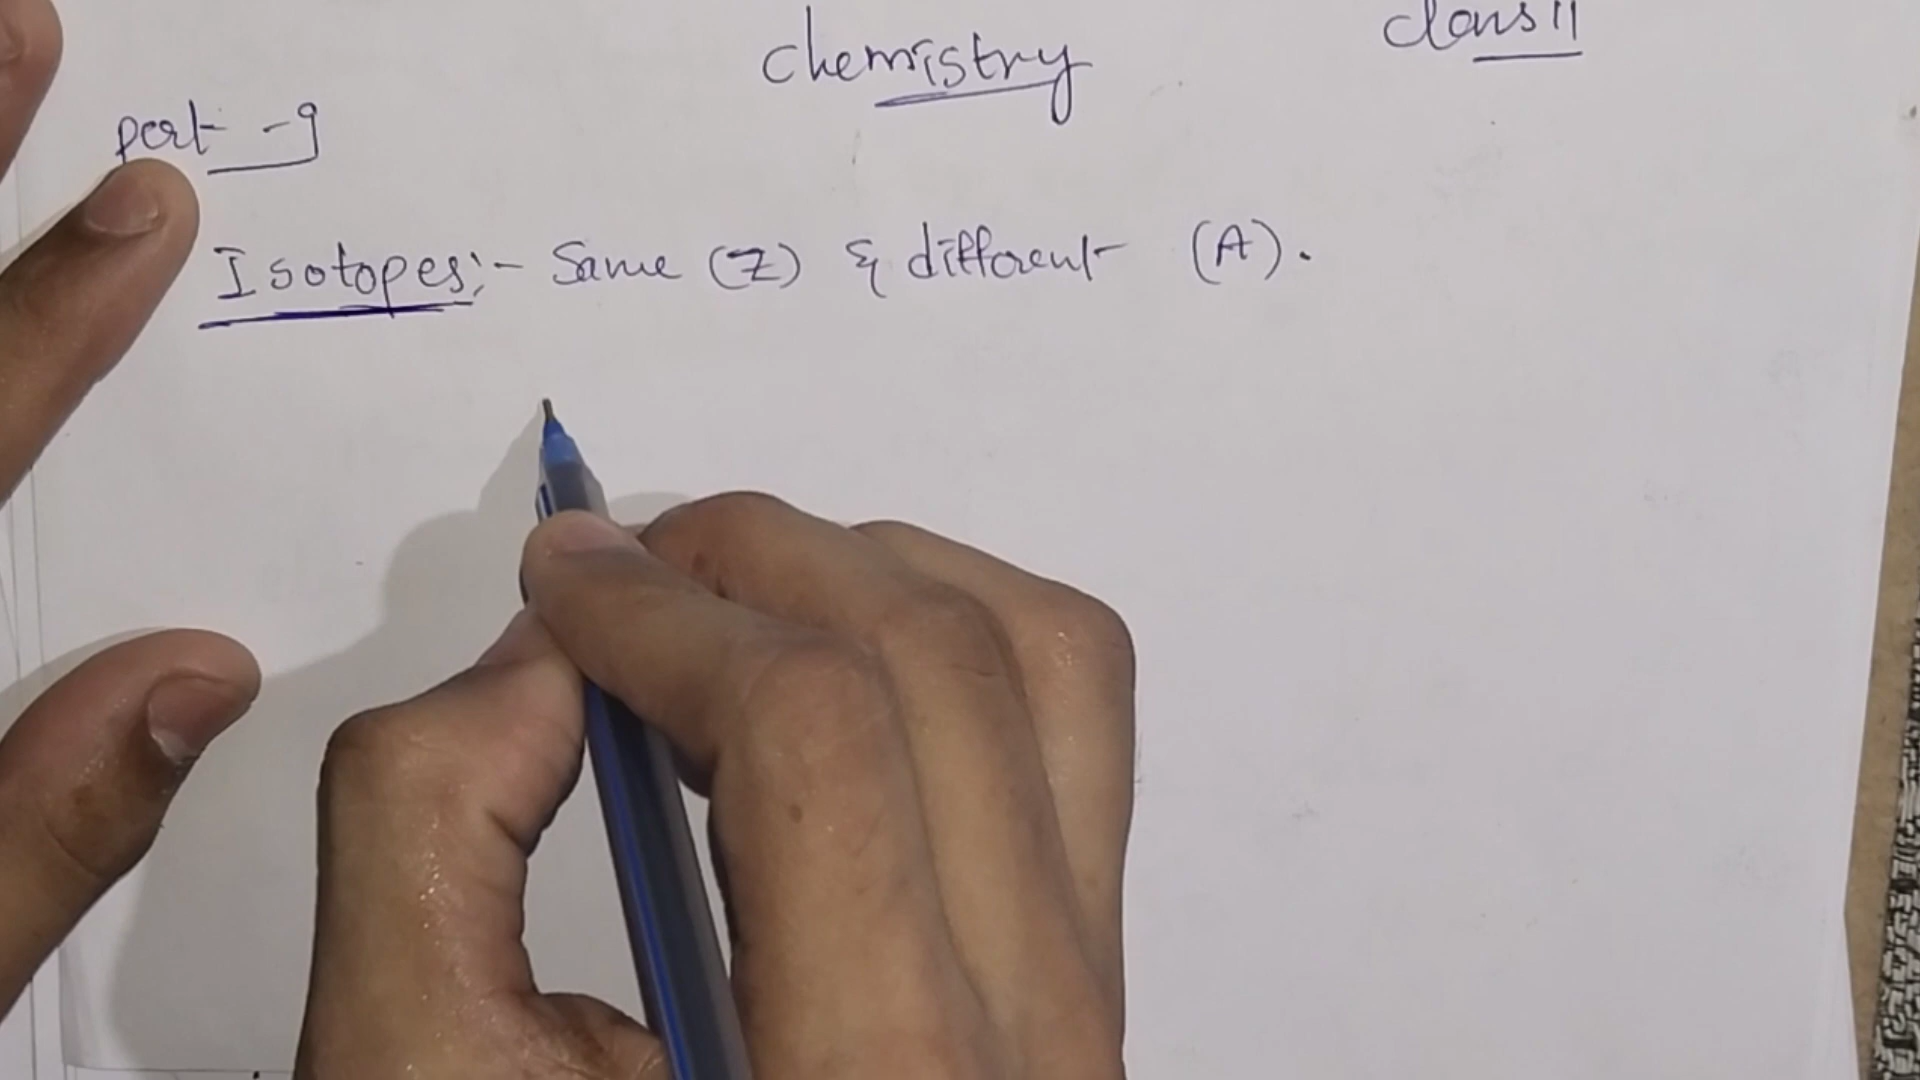 Chemistry
Class 11
part - 9
Isotopes:- Same (Z) & different (A).